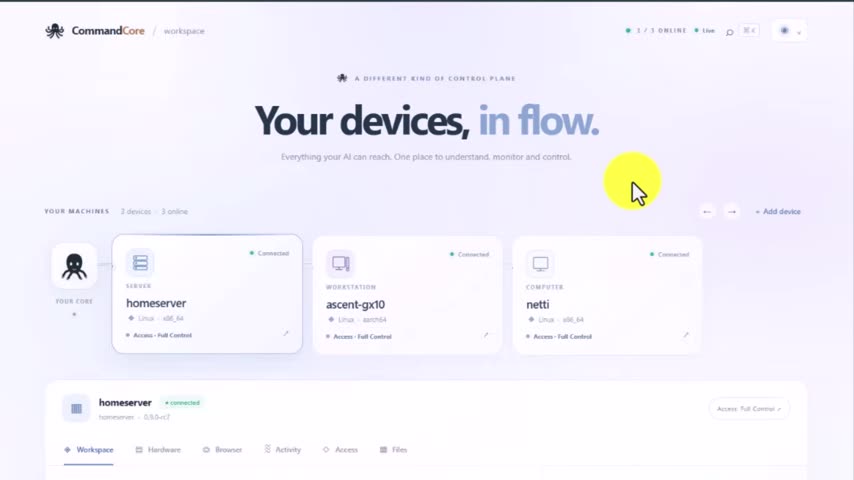 CommandCore / workspace
1 / 3 ONLINE Live ⌘K
A DIFFERENT KIND OF CONTROL PLANE
Your devices, in flow.
Everything your AI can reach. One place to understand, monitor and control.
YOUR MACHINES 3 devices · 3 online ← → + Add device
YOUR CORE
Connected
SERVER
homeserver
Linux · x86_64
Access · Full Control
Connected
WORKSTATION
ascent-gx10
Linux · aarch64
Access · Full Control
Connected
COMPUTER
netti
Linux · x86_64
Access · Full Control
homeserver connected
homeserver · 0.9.0-rc7
Access: Full Control
Workspace Hardware Browser Activity Access Files